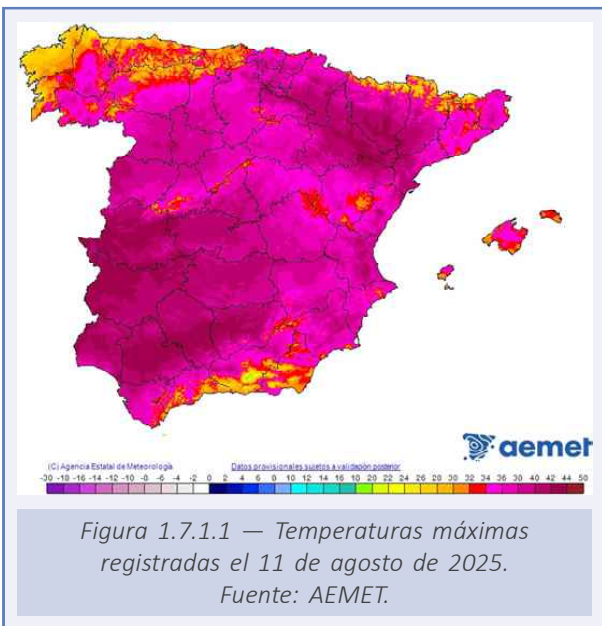 aemet
(C) Agencia Estatal de Meteorología Datos provisionales sujetos a validación posterior
-30 -18 -16 -14 -12 -10 -8 -6 -4 -2 0 2 4 6 8 10 12 14 16 18 20 22 24 26 28 30 32 34 36 38 40 42 44 50
Figura 1.7.1.1 — Temperaturas máximas
registradas el 11 de agosto de 2025.
Fuente: AEMET.